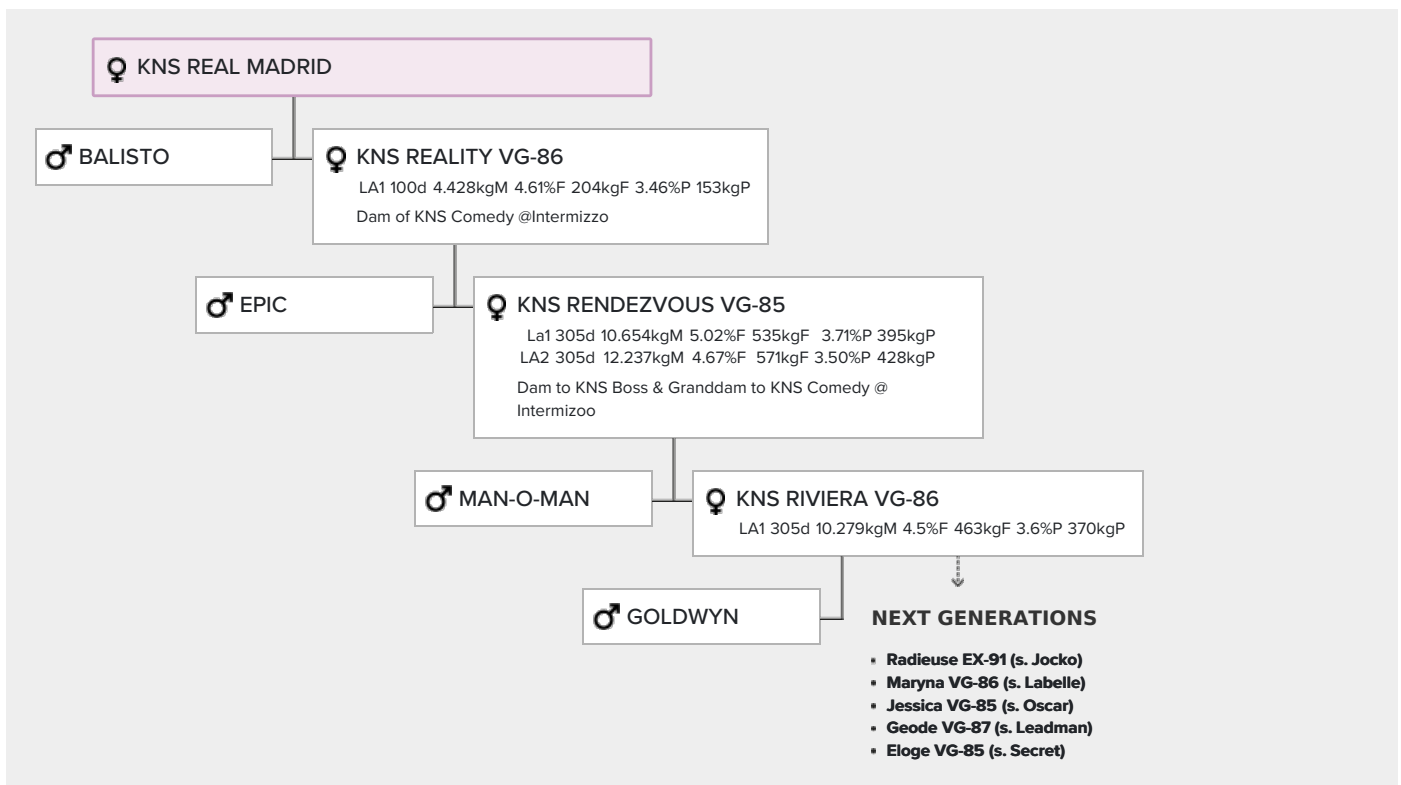 KNS REAL MADRID
BALISTO
KNS REALITY VG-86
LA1 100d 4.428kgM 4.61%F 204kgF 3.46%P 153kgP
Dam of KNS Comedy @Intermizzo
EPIC
KNS RENDEZVOUS VG-85
La1 305d 10.654kgM 5.02%F 535kgF 3.71%P 395kgP
LA2 305d 12.237kgM 4.67%F 571kgF 3.50%P 428kgP
Dam to KNS Boss & Granddam to KNS Comedy @
Intermizoo
MAN-O-MAN
KNS RIVIERA VG-86
LA1 305d 10.279kgM 4.5%F 463kgF 3.6%P 370kgP
GOLDWYN
NEXT GENERATIONS
▪ Radieuse EX-91 (s. Jocko)
▪ Maryna VG-86 (s. Labelle)
▪ Jessica VG-85 (s. Oscar)
▪ Geode VG-87 (s. Leadman)
▪ Eloge VG-85 (s. Secret)